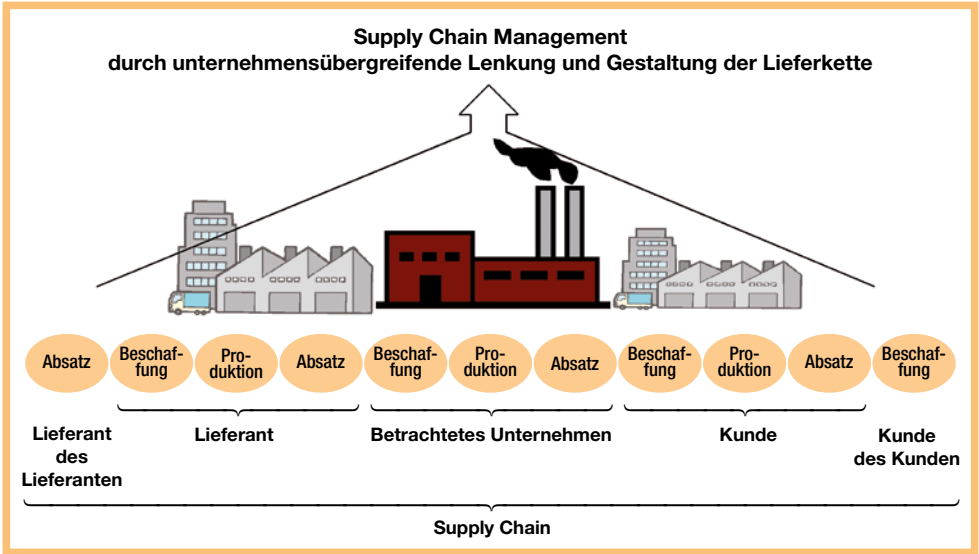 Supply Chain Management
durch unternehmensübergreifende Lenkung und Gestaltung der Lieferkette
Absatz
Beschaf-
fung
Pro-
duktion
Absatz
Beschaf-
fung
Pro-
duktion
Absatz
Beschaf-
fung
Pro-
duktion
Absatz
Beschaf-
fung
Lieferant
des
Lieferanten
Lieferant
Betrachtetes Unternehmen
Kunde
Kunde
des Kunden
Supply Chain